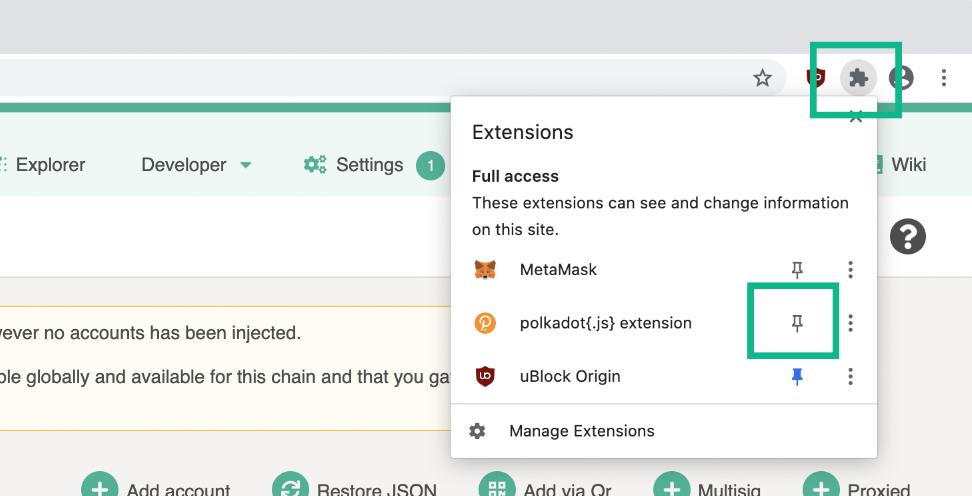 Extensions
Explorer
Developer
Settings
1
Wiki
Full access
These extensions can see and change information
on this site.
?
MetaMask
polkadot{.js} extension
uBlock Origin
Manage Extensions
ever no accounts has been injected.
ble globally and available for this chain and that you ga
Add account
Restore JSON
Add via Qr
Multisig
Proxied